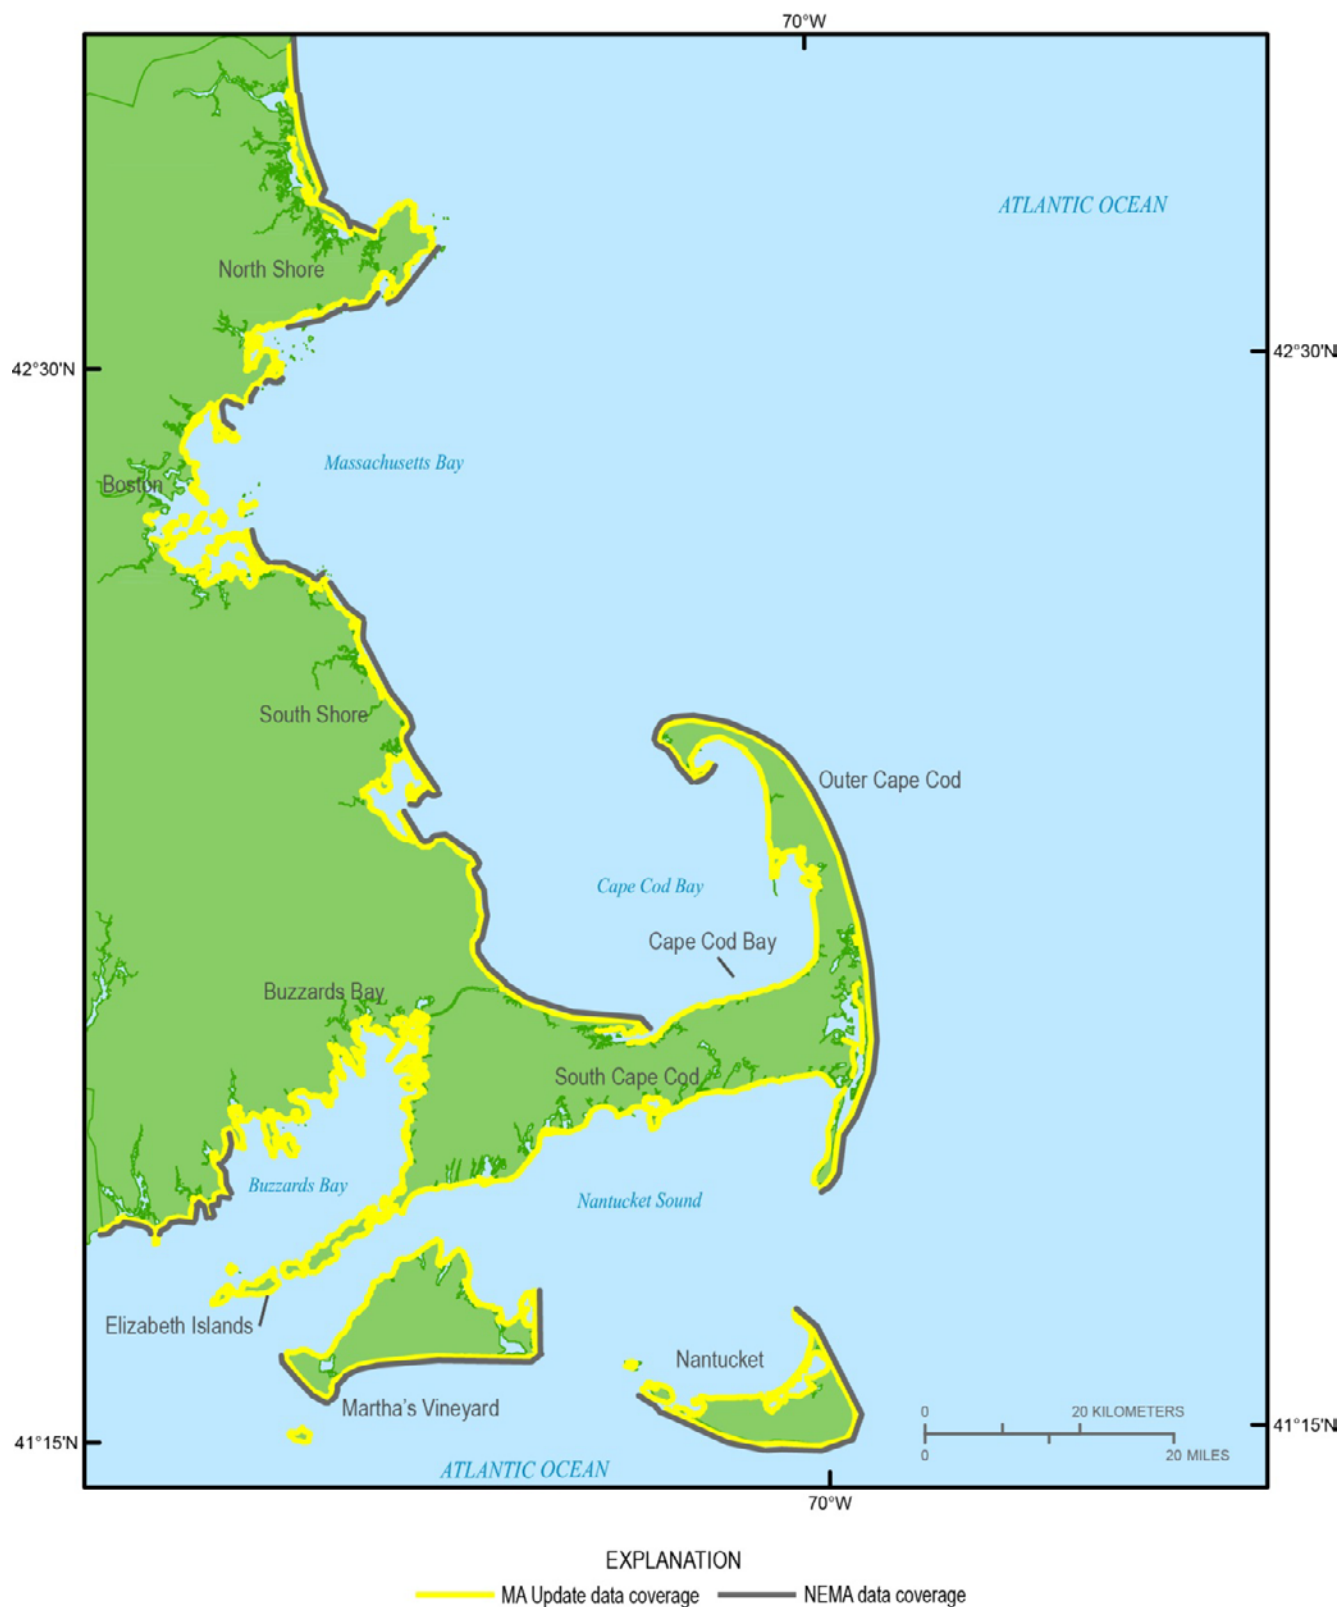 70°W
ATLANTIC OCEAN
North Shore
42°30'N
42°30'N
Massachusetts Bay
Boston
South Shore
Outer Cape Cod
Cape Cod Bay
Cape Cod Bay
Buzzards Bay
South Cape Cod
Buzzards Bay
Nantucket Sound
Elizabeth Islands
Nantucket
Martha's Vineyard
0 20 KILOMETERS
0 20 MILES
41°15'N
41°15'N
ATLANTIC OCEAN
70°W
EXPLANATION
MA Update data coverage NEMA data coverage